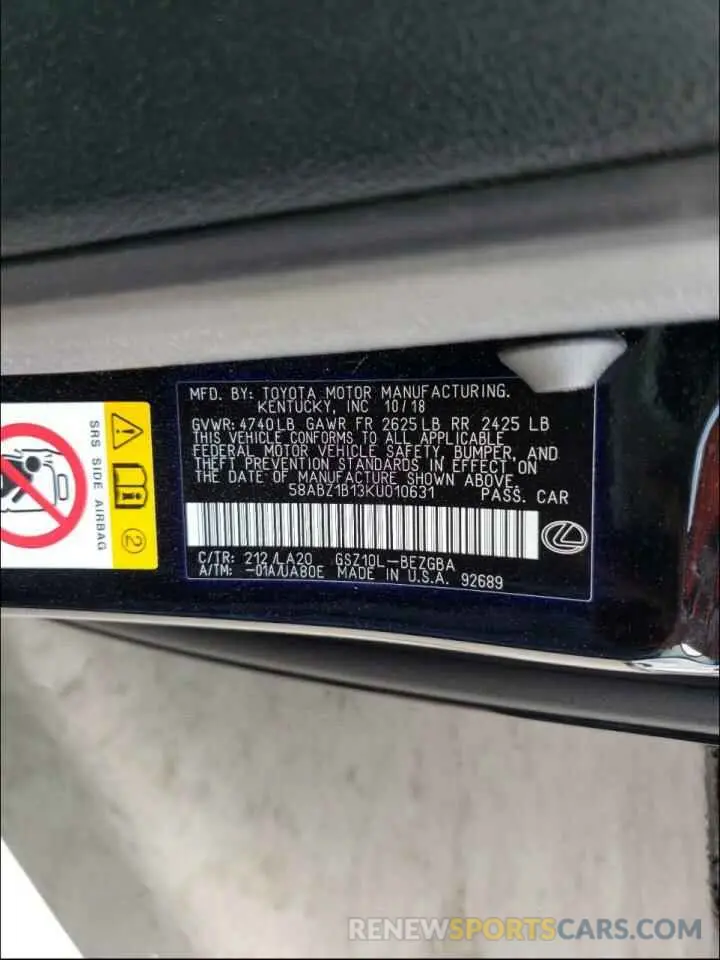 MFD. BY: TOYOTA MOTOR MANUFACTURING.
KENTUCKY, INC 10/18
GVWR: 4740LB GAWR FR 2625LB RR 2425 LB
THIS VEHICLE CONFORMS TO ALL APPLICABLE
FEDERAL MOTOR VEHICLE SAFETY, BUMPER, AND
THEFT PREVENTION STANDARDS IN EFFECT ON
THE DATE OF MANUFACTURE SHOWN ABOVE.
58ABZ1B13KU010631 PASS. CAR
C/TR: 212/LA20 GSZ10L-BEZGBA
A/TM: -01A/UA80E MADE IN U.S.A. 92689
SRS SIDE AIRBAG
2
RENEWSPORTSCARS.COM